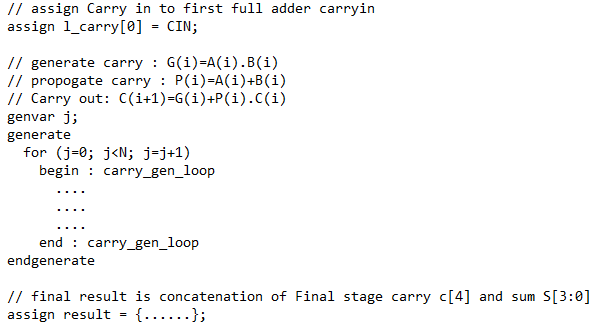 // assign Carry in to first full adder carryin
assign l_carry[0] = CIN;
// generate carry : G(i)=A(i).B(i)
// propogate carry : P(i)=A(i)+B(i)
// Carry out: C(i+1)=G(i)+P(i).C(i)
genvar j;
generate
for (j=0; j<N; j=j+1)
begin : carry_gen_loop
....
....
....
end : carry_gen_loop
endgenerate
// final result is concatenation of Final stage carry c[4] and sum S[3:0]
assign result = {......};